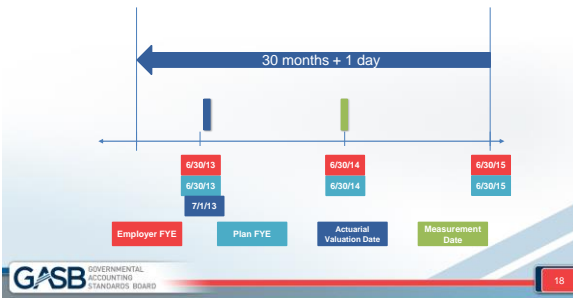 30 months + 1 day
6/30/13
6/30/14
6/30/15
6/30/13
6/30/14
6/30/15
7/1/13
Employer FYE
Plan FYE
Actuarial
Valuation Date
Measurement
Date
GASB
GOVERNMENTAL
ACCOUNTING
STANDARDS BOARD
18